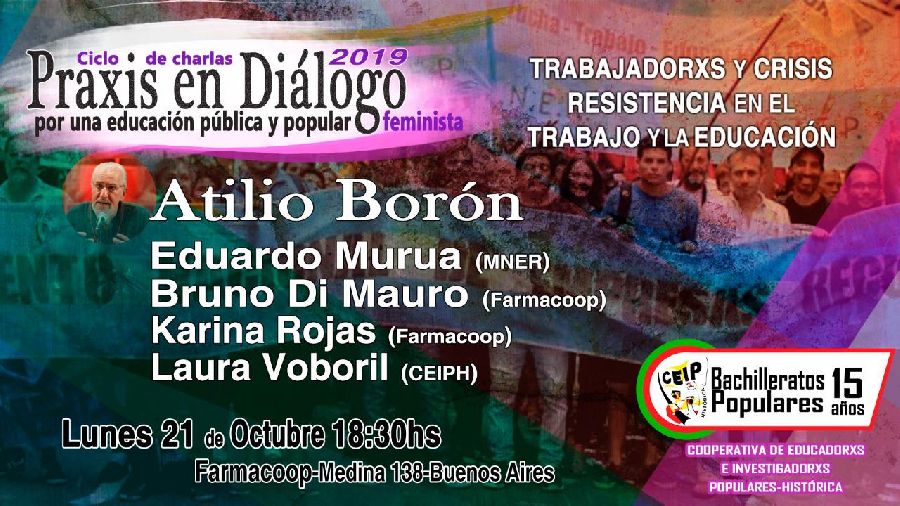 Ciclo de charlas 2019
Praxis en Diálogo
por una educación pública y popular feminista
TRABAJADORXS Y CRISIS
RESISTENCIA EN EL
TRABAJO Y LA EDUCACIÓN
Atilio Borón
Eduardo Murua (MNER)
Bruno Di Mauro (Farmacoop)
Karina Rojas (Farmacoop)
Laura Voboril (CEIPH)
Lunes 21 de Octubre 18:30hs
Farmacoop-Medina 138-Buenos Aires
CEIP
HISTÓRICA
Bachilleratos
Populares
15
años
COOPERATIVA DE EDUCADORXS
E INVESTIGADORXS
POPULARES-HISTÓRICA